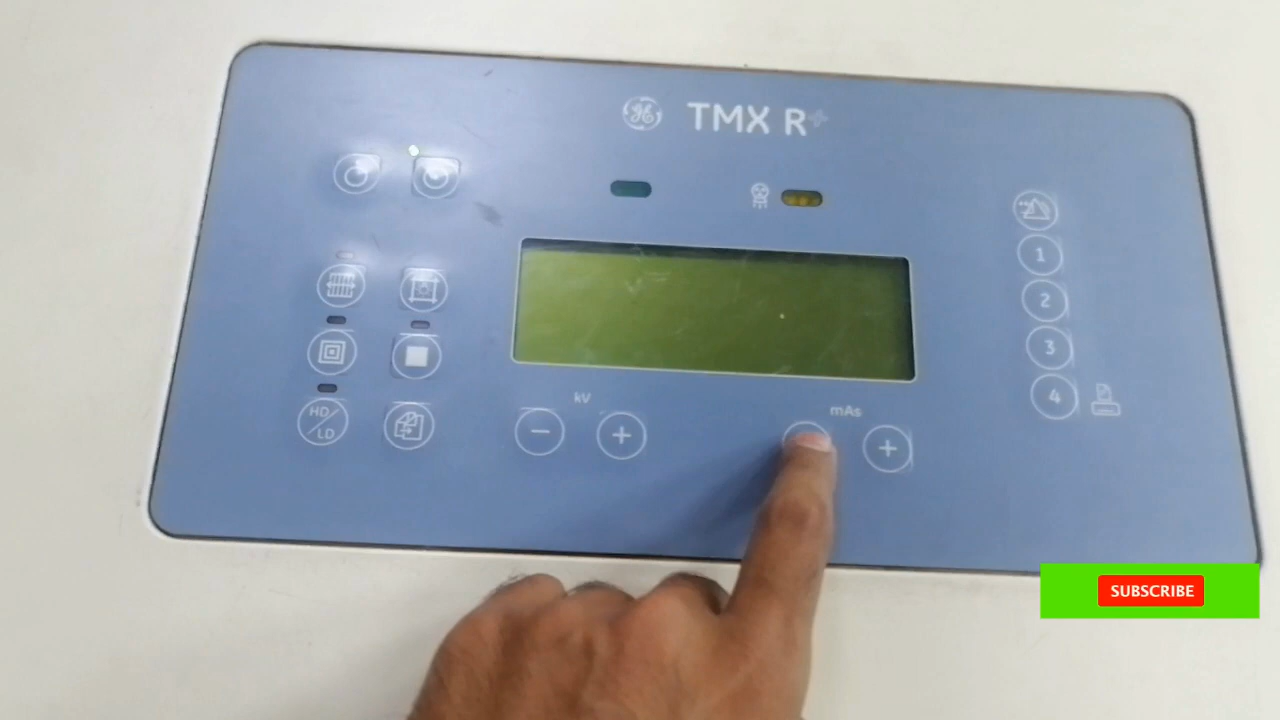 GE TMX R+
1
2
3
4
HD/LD
kV
− +
mAs
+
SUBSCRIBE